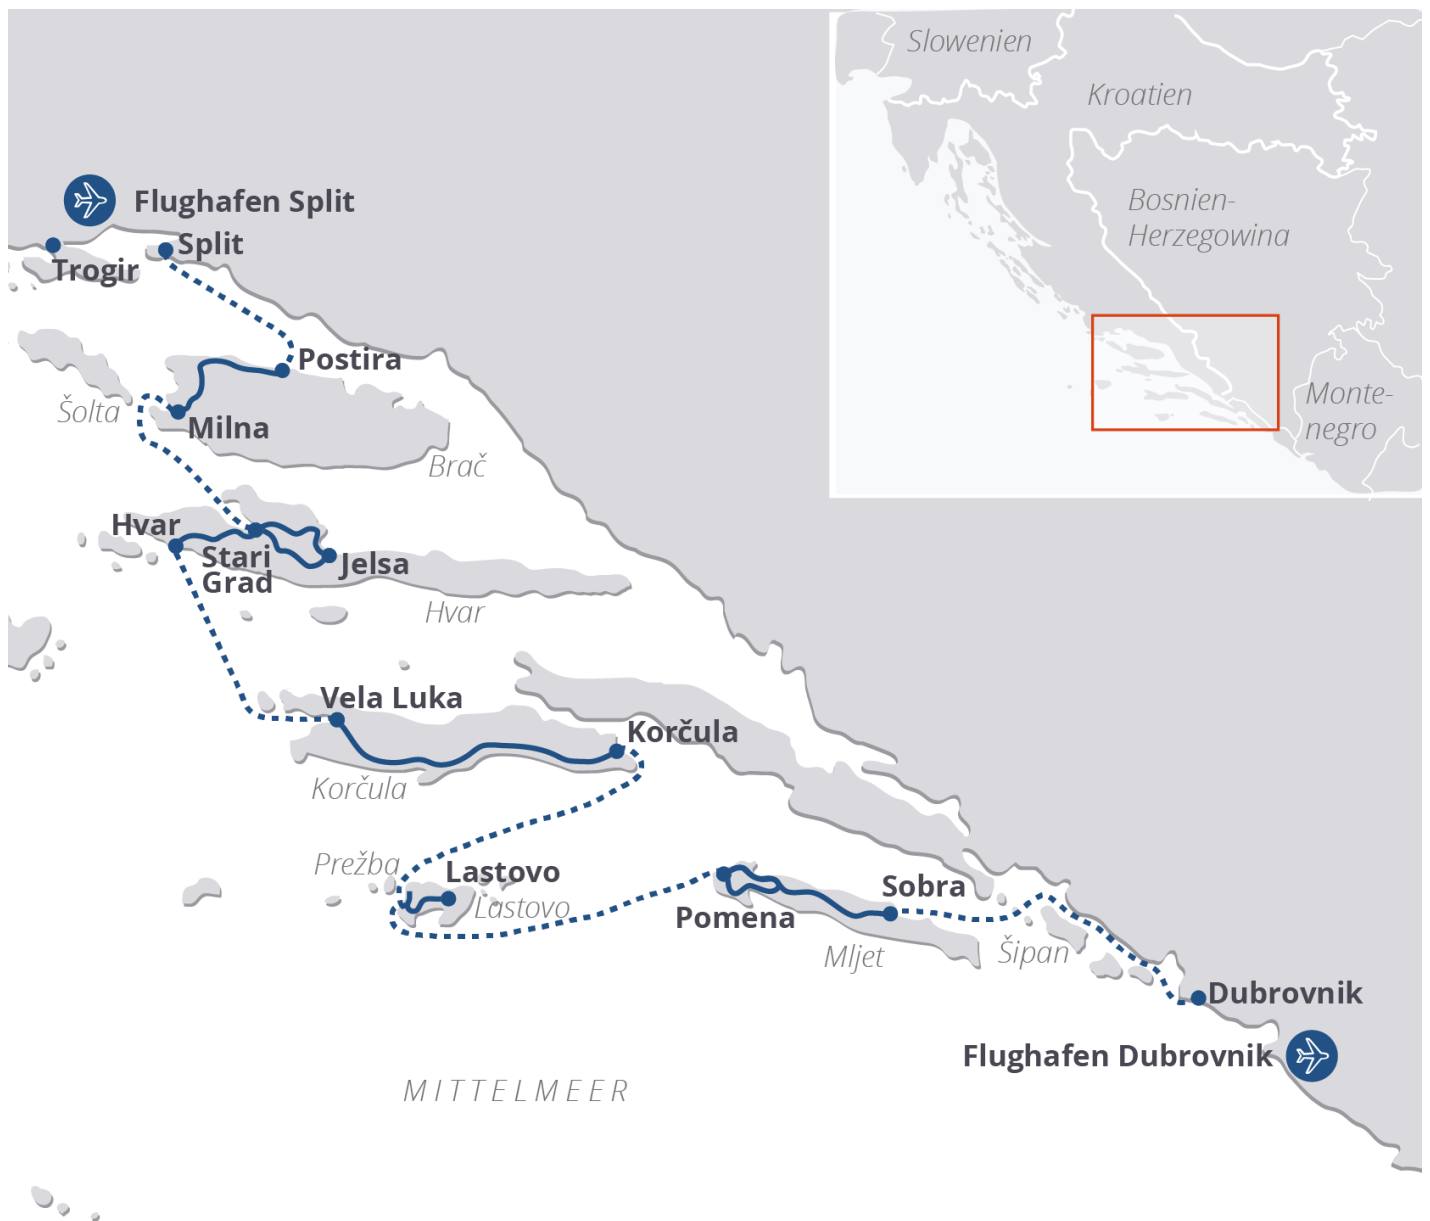 Slowenien
Kroatien
Bosnien-
Herzegowina
Monte-
negro
Flughafen Split
Split
Trogir
Postira
Šolta
Milna
Brač
Hvar
Stari
Grad
Jelsa
Hvar
Vela Luka
Korčula
Korčula
Prežba
Lastovo
Lastovo
Pomena
Sobra
Mljet
Šipan
Dubrovnik
Flughafen Dubrovnik
MITTELMEER